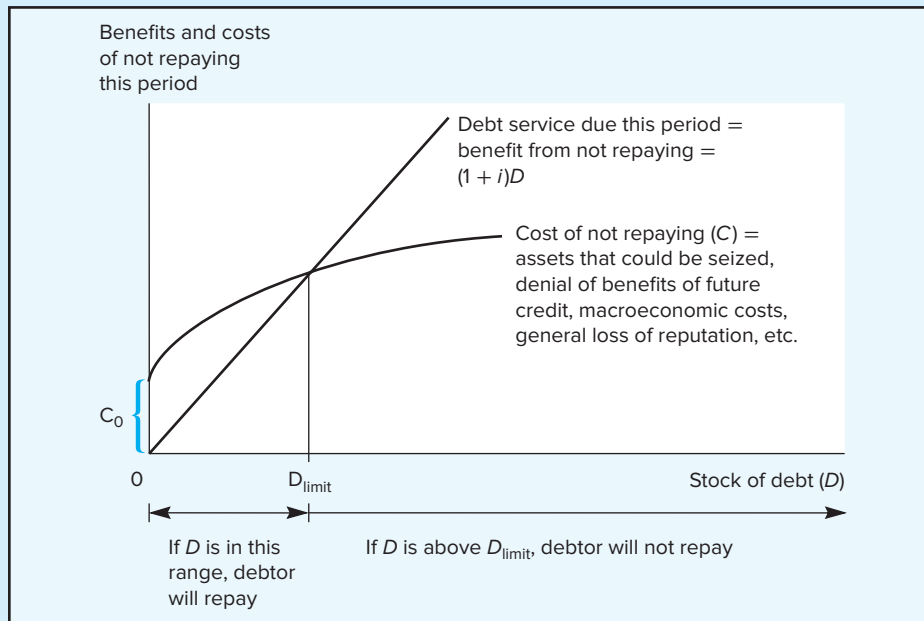 Benefits and costs
of not repaying
this period
Debt service due this period =
benefit from not repaying =
(1 + i)D
Cost of not repaying (C) =
assets that could be seized,
denial of benefits of future
credit, macroeconomic costs,
general loss of reputation, etc.
C0
0
Dlimit
Stock of debt (D)
If D is in this
range, debtor
will repay
If D is above Dlimit, debtor will not repay